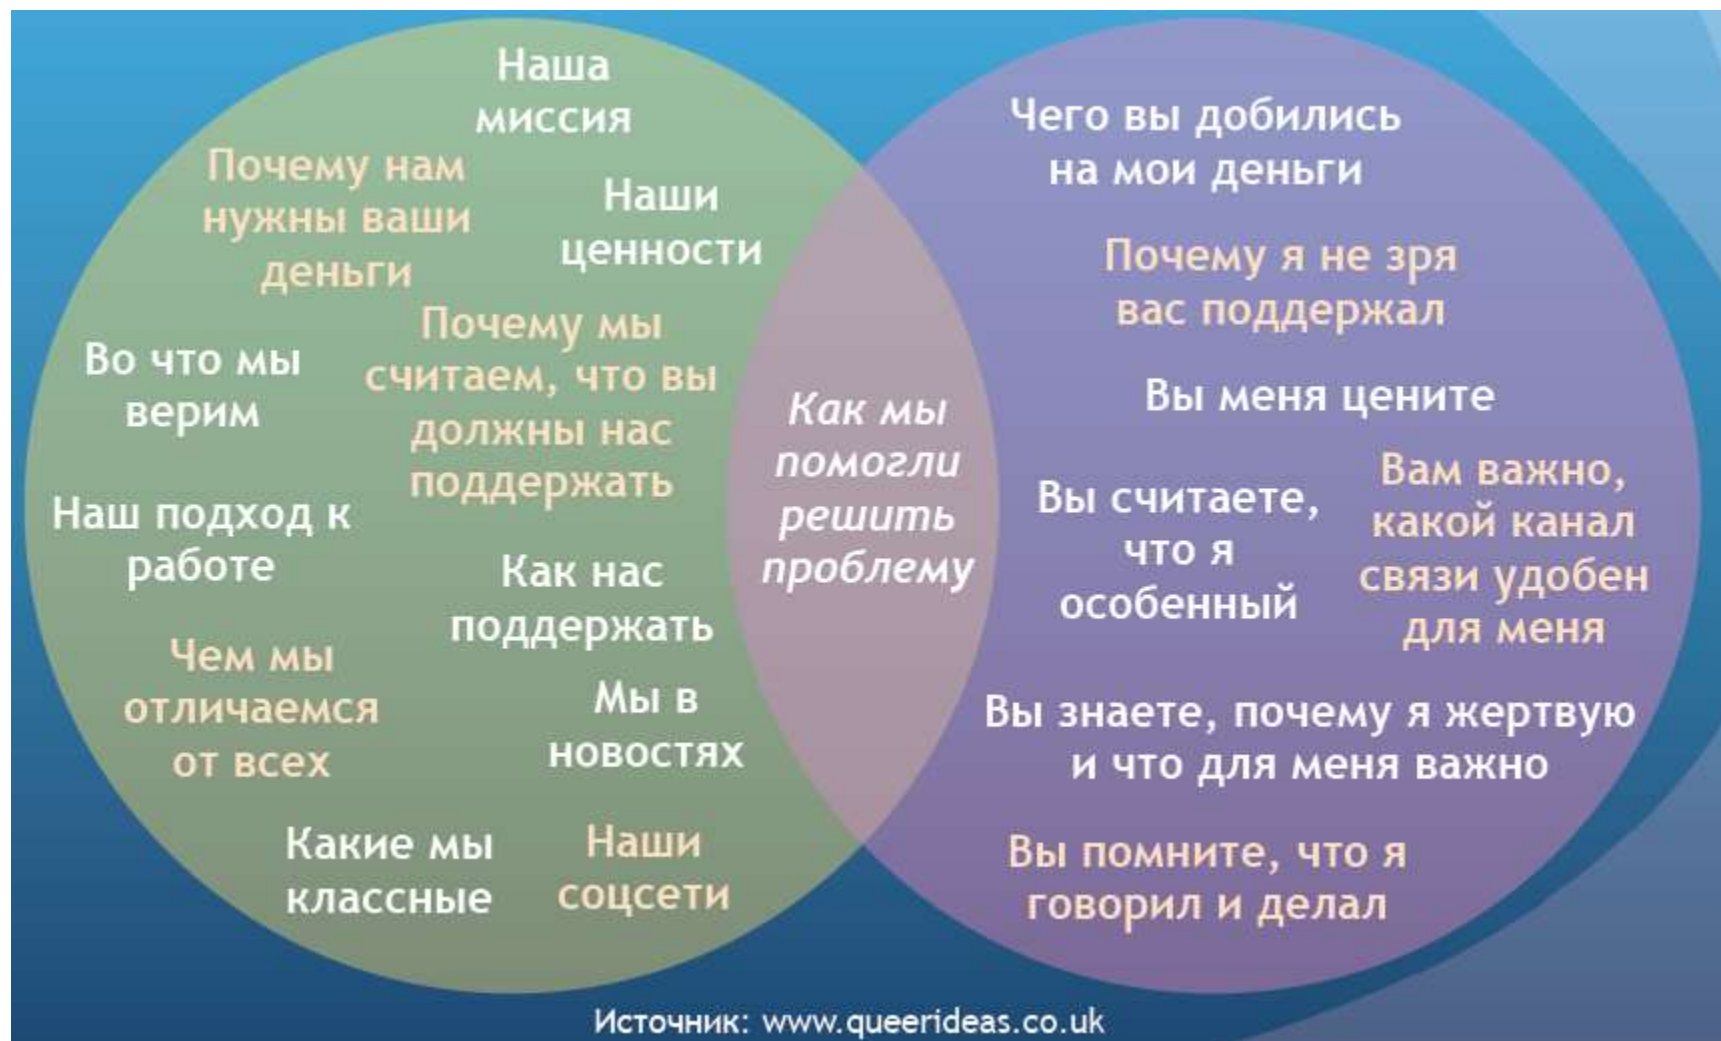 Наша
миссия
Почему нам
нужны ваши
деньги
Наши
ценности
Почему мы
считаем, что вы
должны нас
поддержать
Во что мы
верим
Наш подход к
работе
Как нас
поддержать
Чем мы
отличаемся
от всех
Мы в
новостях
Какие мы
классные
Наши
соцсети
Как мы
помогли
решить
проблему
Чего вы добились
на мои деньги
Почему я не зря
вас поддержал
Вы меня цените
Вы считаете,
что я
особенный
Вам важно,
какой канал
связи удобен
для меня
Вы знаете, почему я жертвую
и что для меня важно
Вы помните, что я
говорил и делал
Источник: www.queerideas.co.uk